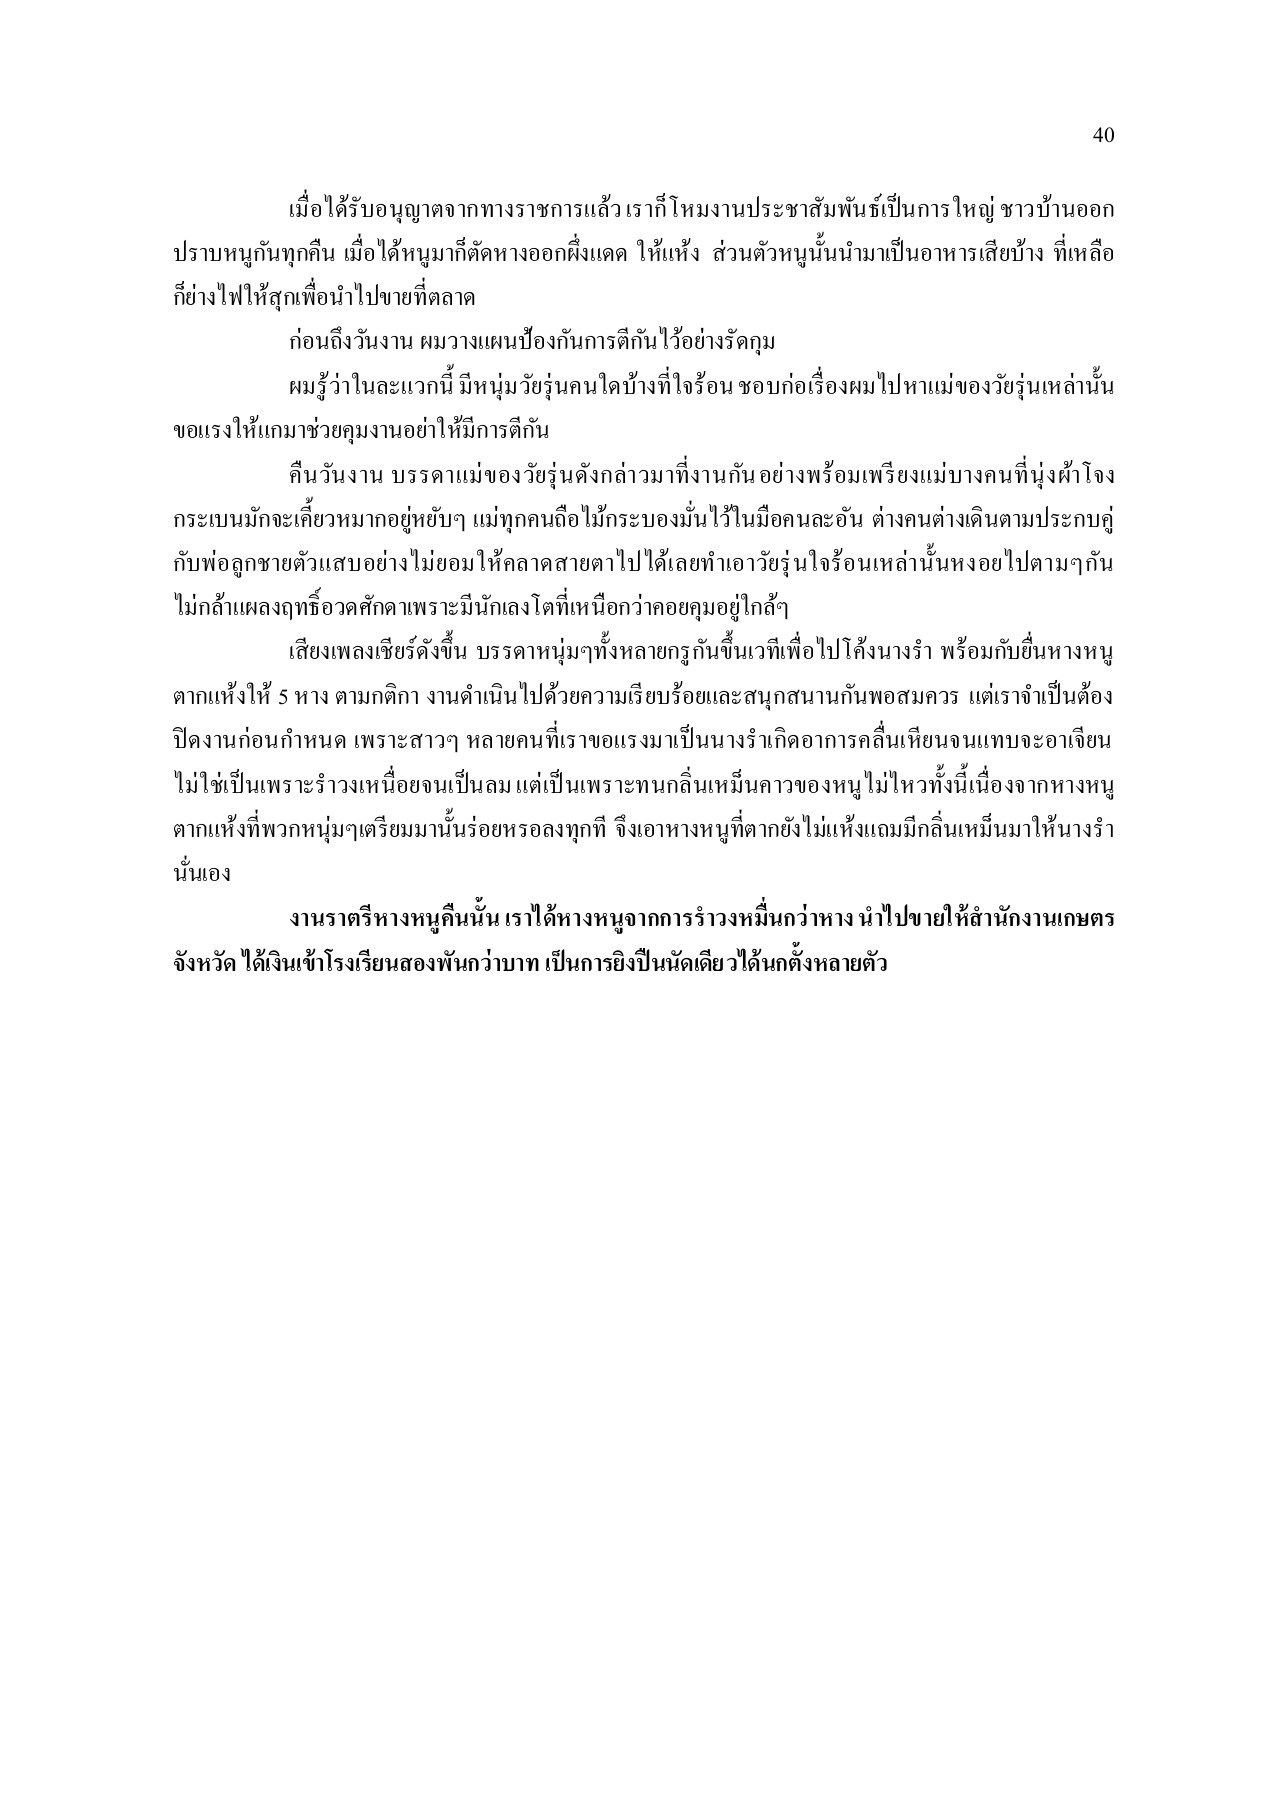 40
เมื่อได้รับอนุญาตจากทางราชการแล้ว เราก็โหมงานประชาสัมพันธ์เป็นการใหญ่ ชาวบ้านออก
ปราบหนูกันทุกคืน เมื่อได้หนูมาก็ตัดหางออกผึ่งแดด ให้แห้ง ส่วนตัวหนูนั้นนำมาเป็นอาหารเสียบ้าง ที่เหลือ
ก็ย่างไฟให้สุกเพื่อนำไปขายที่ตลาด
ก่อนถึงวันงาน ผมวางแผนป้องกันการตีกันไว้อย่างรัดกุม
ผมรู้ว่าในละแวกนี้ มีหนุ่มวัยรุ่นคนใดบ้างที่ใจร้อน ชอบก่อเรื่องผมไปหาแม่ของวัยรุ่นเหล่านั้น
ขอแรงให้แกมาช่วยคุมงานอย่าให้มีการตีกัน
คืนวันงาน บรรดาแม่ของวัยรุ่นดังกล่าวมาที่งานกันอย่างพร้อมเพรียงแม่บางคนที่นุ่งผ้าโจง
กระเบนมักจะเคี้ยวหมากอยู่หยับๆ แม่ทุกคนถือไม้กระบองมั่นไว้ในมือคนละอัน ต่างคนต่างเดินตามประกบคู่
กับพ่อลูกชายตัวแสบอย่างไม่ยอมให้คลาดสายตาไปได้เลยทำเอาวัยรุ่นใจร้อนเหล่านั้นหงอยไปตามๆกัน
ไม่กล้าแผลงฤทธิ์อวดศักดาเพราะมีนักเลงโตที่เหนือกว่าคอยคุมอยู่ใกล้ๆ
เสียงเพลงเชียร์ดังขึ้น บรรดาหนุ่มๆทั้งหลายกรูกันขึ้นเวทีเพื่อไปโค้งนางรำ พร้อมกับยื่นหางหนู
ตากแห้งให้ 5 หาง ตามกติกา งานดำเนินไปด้วยความเรียบร้อยและสนุกสนานกันพอสมควร แต่เราจำเป็นต้อง
ปิดงานก่อนกำหนด เพราะสาวๆ หลายคนที่เราขอแรงมาเป็นนางรำเกิดอาการคลื่นเหียนจนแทบจะอาเจียน
ไม่ใช่เป็นเพราะรำวงเหนื่อยจนเป็นลม แต่เป็นเพราะทนกลิ่นเหม็นคาวของหนูไม่ไหวทั้งนี้เนื่องจากหางหนู
ตากแห้งที่พวกหนุ่มๆเตรียมมานั้นร่อยหรอลงทุกที จึงเอาหางหนูที่ตากยังไม่แห้งแถมมีกลิ่นเหม็นมาให้นางรำ
นั่นเอง
งานราตรีหางหนูคืนนั้น เราได้หางหนูจากการรำวงหมื่นกว่าหาง นำไปขายให้สำนักงานเกษตร
จังหวัด ได้เงินเข้าโรงเรียนสองพันกว่าบาท เป็นการยิงปืนนัดเดียวได้นกตั้งหลายตัว